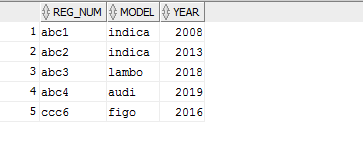 REG_NUM MODEL YEAR
1 abc1 indica 2008
2 abc2 indica 2013
3 abc3 lambo 2018
4 abc4 audi 2019
5 ccc6 figo 2016